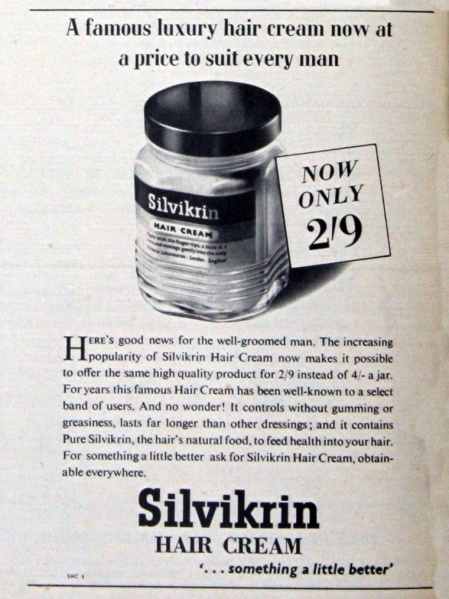 A famous luxury hair cream now at
a price to suit every man
Silvikrin
HAIR CREAM
NOW
ONLY
2/9
HERE'S good news for the well-groomed man. The increasing
popularity of Silvikrin Hair Cream now makes it possible
to offer the same high quality product for 2/9 instead of 4/- a jar.
For years this famous Hair Cream has been well-known to a select
band of users. And no wonder! It controls without gumming or
greasiness, lasts far longer than other dressings; and it contains
Pure Silvikrin, the hair's natural food, to feed health into your hair.
For something a little better ask for Silvikrin Hair Cream, obtain-
able everywhere.
Silvikrin
HAIR CREAM
'. . . something a little better'